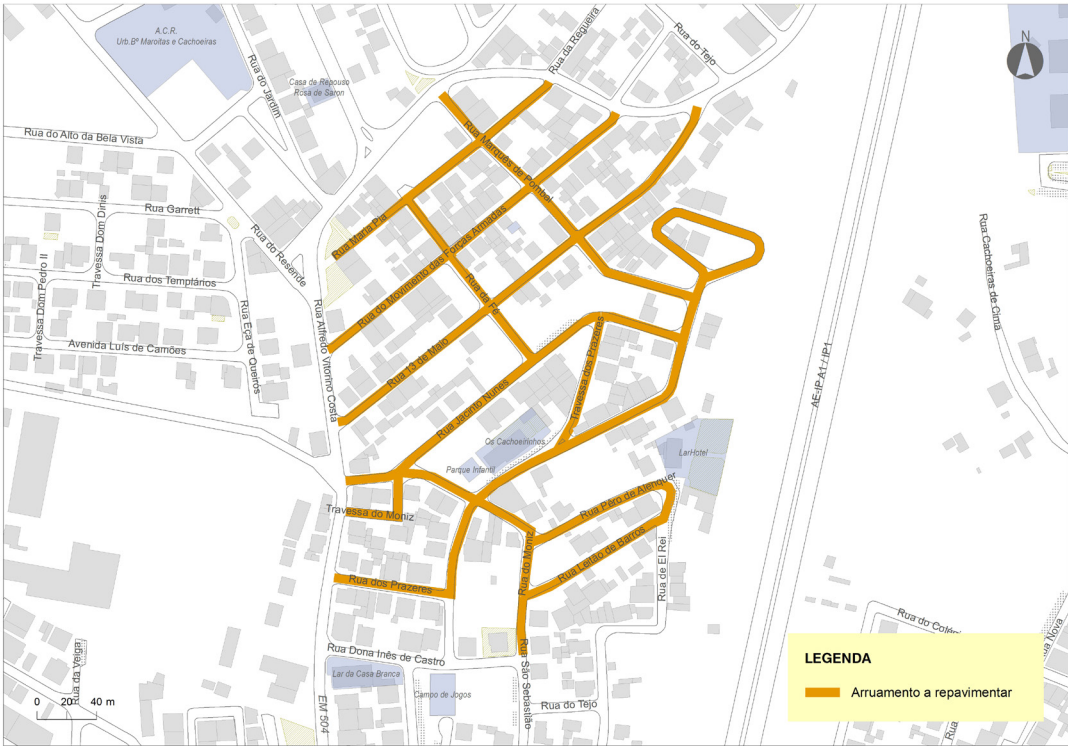 A.C.R.
Urb.Bº Maroitas e Cachoeiras
Rua da Regueira
Rua do Tejo
N
Rua do Jardim
Casa de Repouso
Rosa de Saron
Rua do Alto da Bela Vista
Rua Marquês de Pombal
Rua Garrett
Travessa Dom Dinis
Rua do Resende
Rua Maria Pia
Rua do Movimento das Forças Armadas
Rua Cachoeiras de Cima
Travessa Dom Pedro II
Rua dos Templários
Rua da Fé
Rua Eça de Queirós
Rua Alfredo Vitorino Costa
Avenida Luís de Camões
Rua 13 de Maio
Travessa dos Prazeres
AE-IP A1 / IP1
Rua Jacinto Nunes
Os Cachoeirinhos
Parque Infantil
LarHotel
Rua Pêro de Alenquer
Travessa do Moniz
Rua do Moniz
Rua Leitão de Barros
Rua de El Rei
Rua dos Prazeres
Rua do
Rua Nova
Rua Dona Inês de Castro
Rua da Veiga
Lar da Casa Branca
Campo de Jogos
Rua São Sebastião
Rua do Tejo
EM 504
0 20 40 m
LEGENDA
Arruamento a repavimentar
Rua